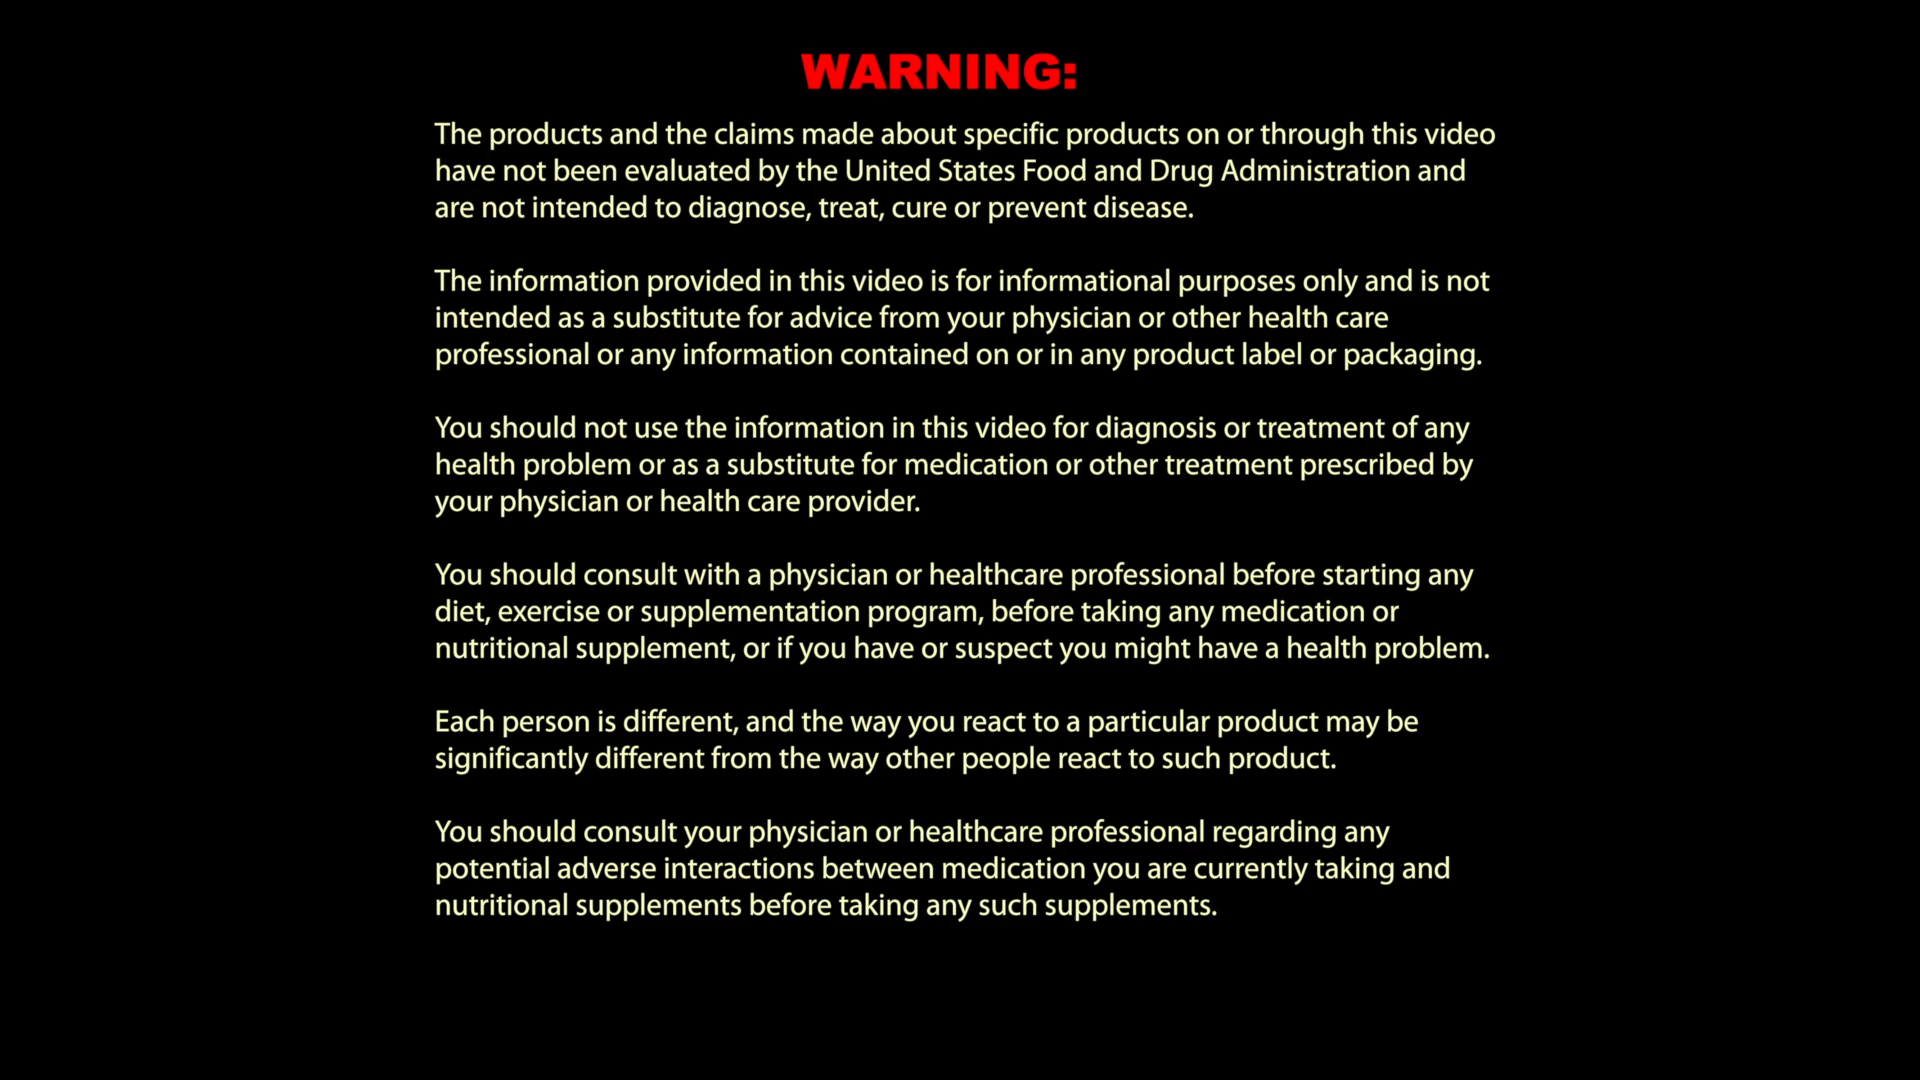 WARNING:
The products and the claims made about specific products on or through this video
have not been evaluated by the United States Food and Drug Administration and
are not intended to diagnose, treat, cure or prevent disease.
The information provided in this video is for informational purposes only and is not
intended as a substitute for advice from your physician or other health care
professional or any information contained on or in any product label or packaging.
You should not use the information in this video for diagnosis or treatment of any
health problem or as a substitute for medication or other treatment prescribed by
your physician or health care provider.
You should consult with a physician or healthcare professional before starting any
diet, exercise or supplementation program, before taking any medication or
nutritional supplement, or if you have or suspect you might have a health problem.
Each person is different, and the way you react to a particular product may be
significantly different from the way other people react to such product.
You should consult your physician or healthcare professional regarding any
potential adverse interactions between medication you are currently taking and
nutritional supplements before taking any such supplements.